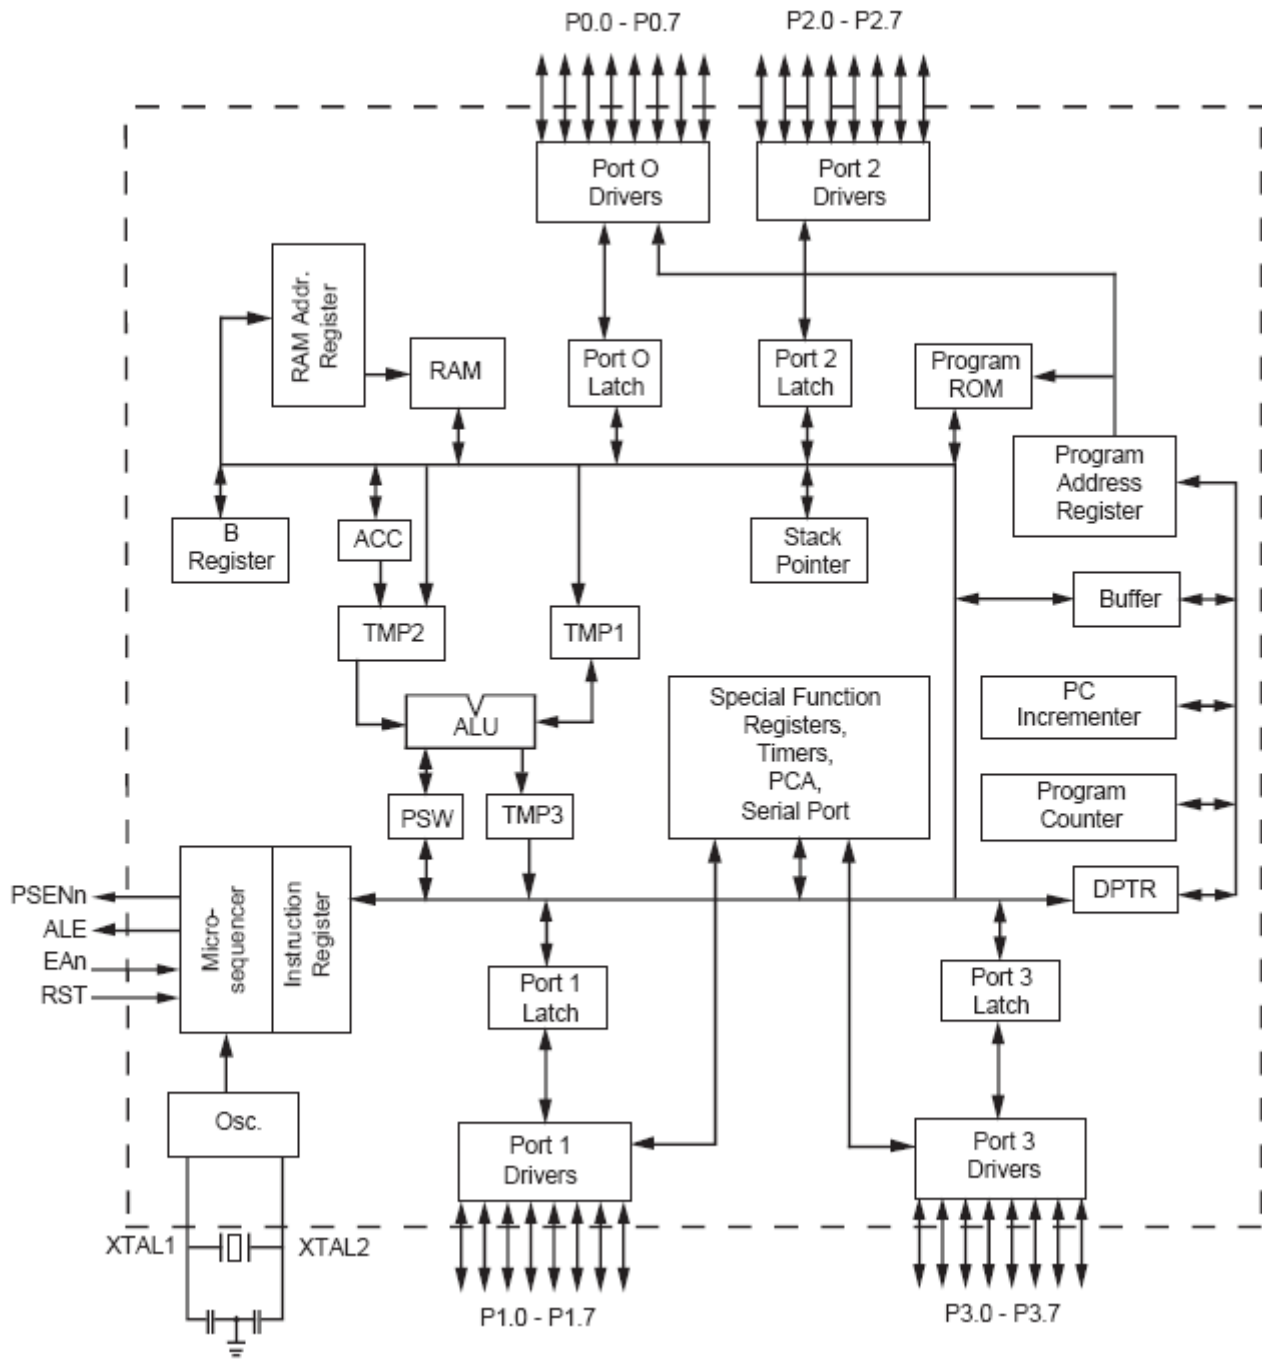 P0.0 - P0.7
P2.0 - P2.7
Port O
Drivers
Port 2
Drivers
RAM Addr.
Register
RAM
Port O
Latch
Port 2
Latch
Program
ROM
Program
Address
Register
B
Register
ACC
Stack
Pointer
Buffer
TMP2
TMP1
ALU
Special Function
Registers,
Timers,
PCA,
Serial Port
PC
Incrementer
PSW
TMP3
Program
Counter
DPTR
PSENn
ALE
EAn
RST
Micro-
sequencer
Instruction
Register
Port 1
Latch
Port 3
Latch
Osc.
Port 1
Drivers
Port 3
Drivers
XTAL1
XTAL2
P1.0 - P1.7
P3.0 - P3.7